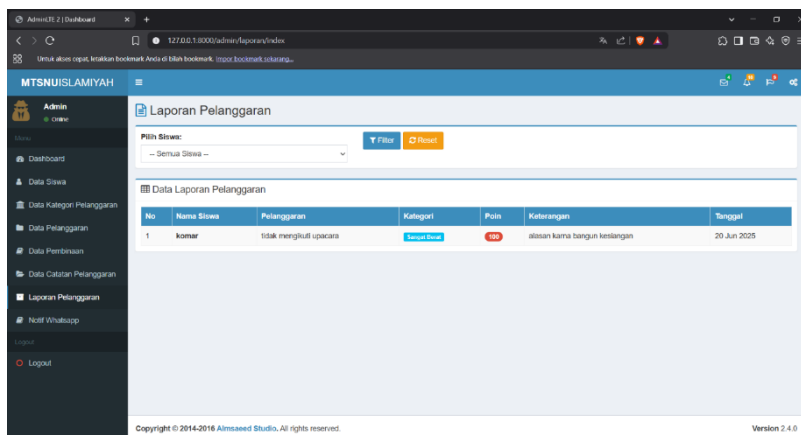 AdminLTE 2 | Dashboard
127.0.0.1:8000/admin/laporan/index
Untuk akses cepat, letakkan bookmark Anda di bilah bookmark. Impor bookmark sekarang...
MTSNUISLAMIYAH
Admin
Online
Menu
Dashboard
Data Siswa
Data Kategori Pelanggaran
Data Pelanggaran
Data Pembinaan
Data Catatan Pelanggaran
Laporan Pelanggaran
Notif Whatsapp
Logout
Logout
Laporan Pelanggaran
Pilih Siswa:
-- Semua Siswa --
Filter Reset
Data Laporan Pelanggaran
No Nama Siswa Pelanggaran Kategori Poin Keterangan Tanggal
1 komar tidak mengikuti upacara Sangat Berat 100 alasan karna bangun kesiangan 20 Jun 2025
Copyright © 2014-2016 Almsaeed Studio. All rights reserved. Version 2.4.0